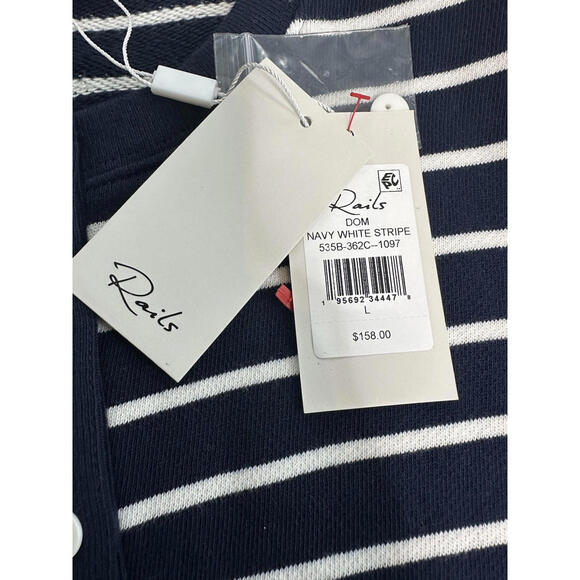 Rails
Rails
DOM
NAVY WHITE STRIPE
535B-362C--1097
1 95692 34447 8
L
$158.00